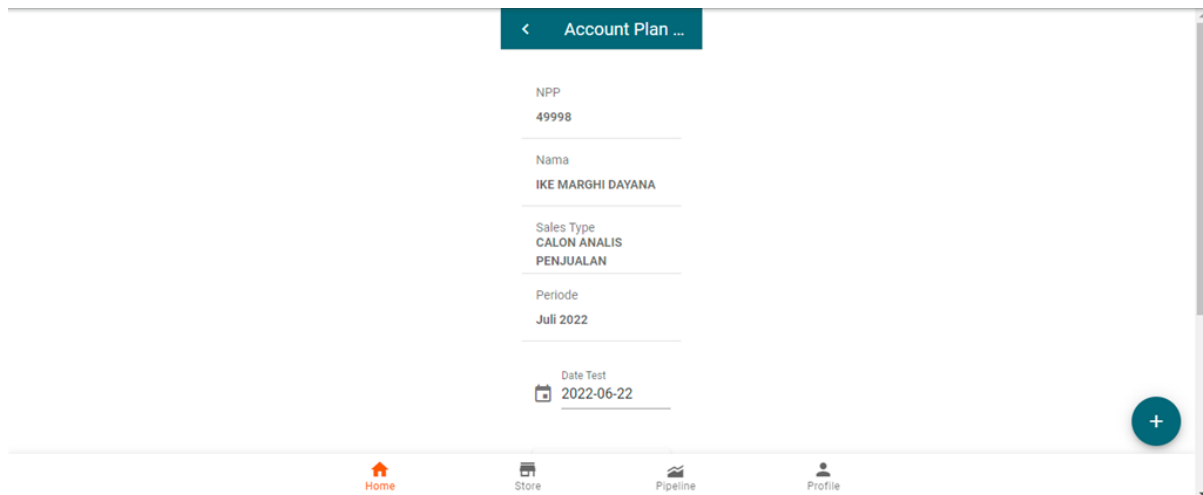 Account Plan ...
NPP
49998
Nama
IKE MARGHI DAYANA
Sales Type
CALON ANALIS
PENJUALAN
Periode
Juli 2022
Date Test
2022-06-22
+
Home Store Pipeline Profile